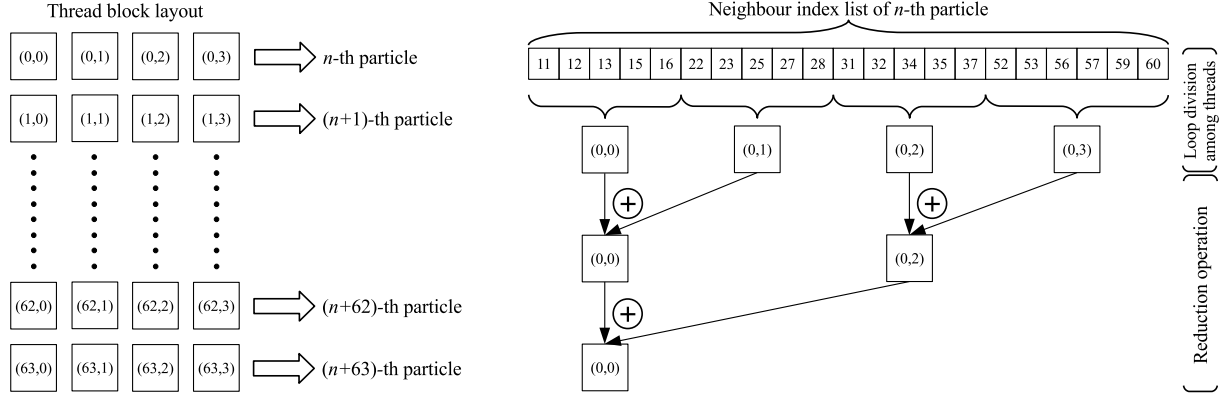 Thread block layout
(0,0) (0,1) (0,2) (0,3) n-th particle
(1,0) (1,1) (1,2) (1,3) (n+1)-th particle
(62,0) (62,1) (62,2) (62,3) (n+62)-th particle
(63,0) (63,1) (63,2) (63,3) (n+63)-th particle
Neighbour index list of n-th particle
11 12 13 15 16 22 23 25 27 28 31 32 34 35 37 52 53 56 57 59 60
(0,0) (0,1) (0,2) (0,3)
+ +
(0,0) (0,2)
+
(0,0)
Loop division
among threads
Reduction operation